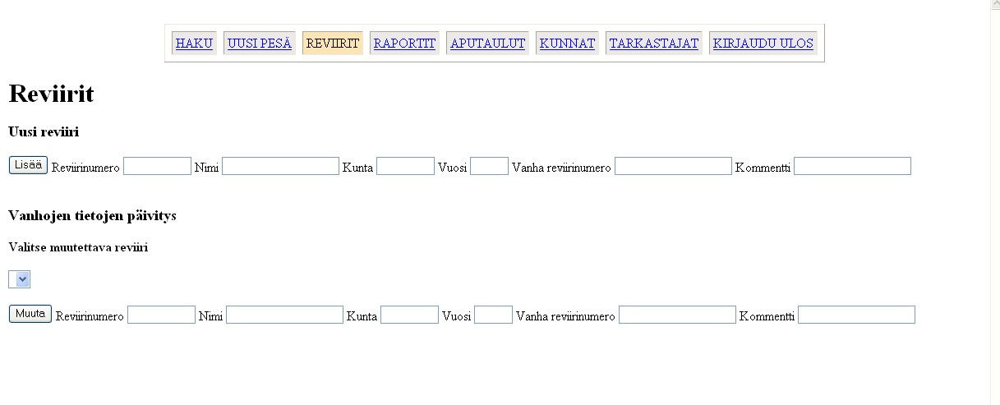 HAKU UUSI PESÄ REVIIRIT RAPORTIT APUTAULUT KUNNAT TARKASTAJAT KIRJAUDU ULOS
Reviirit
Uusi reviiri
Lisää Reviirinumero Nimi Kunta Vuosi Vanha reviirinumero Kommentti
Vanhojen tietojen päivitys
Valitse muutettava reviiri
Muuta Reviirinumero Nimi Kunta Vuosi Vanha reviirinumero Kommentti